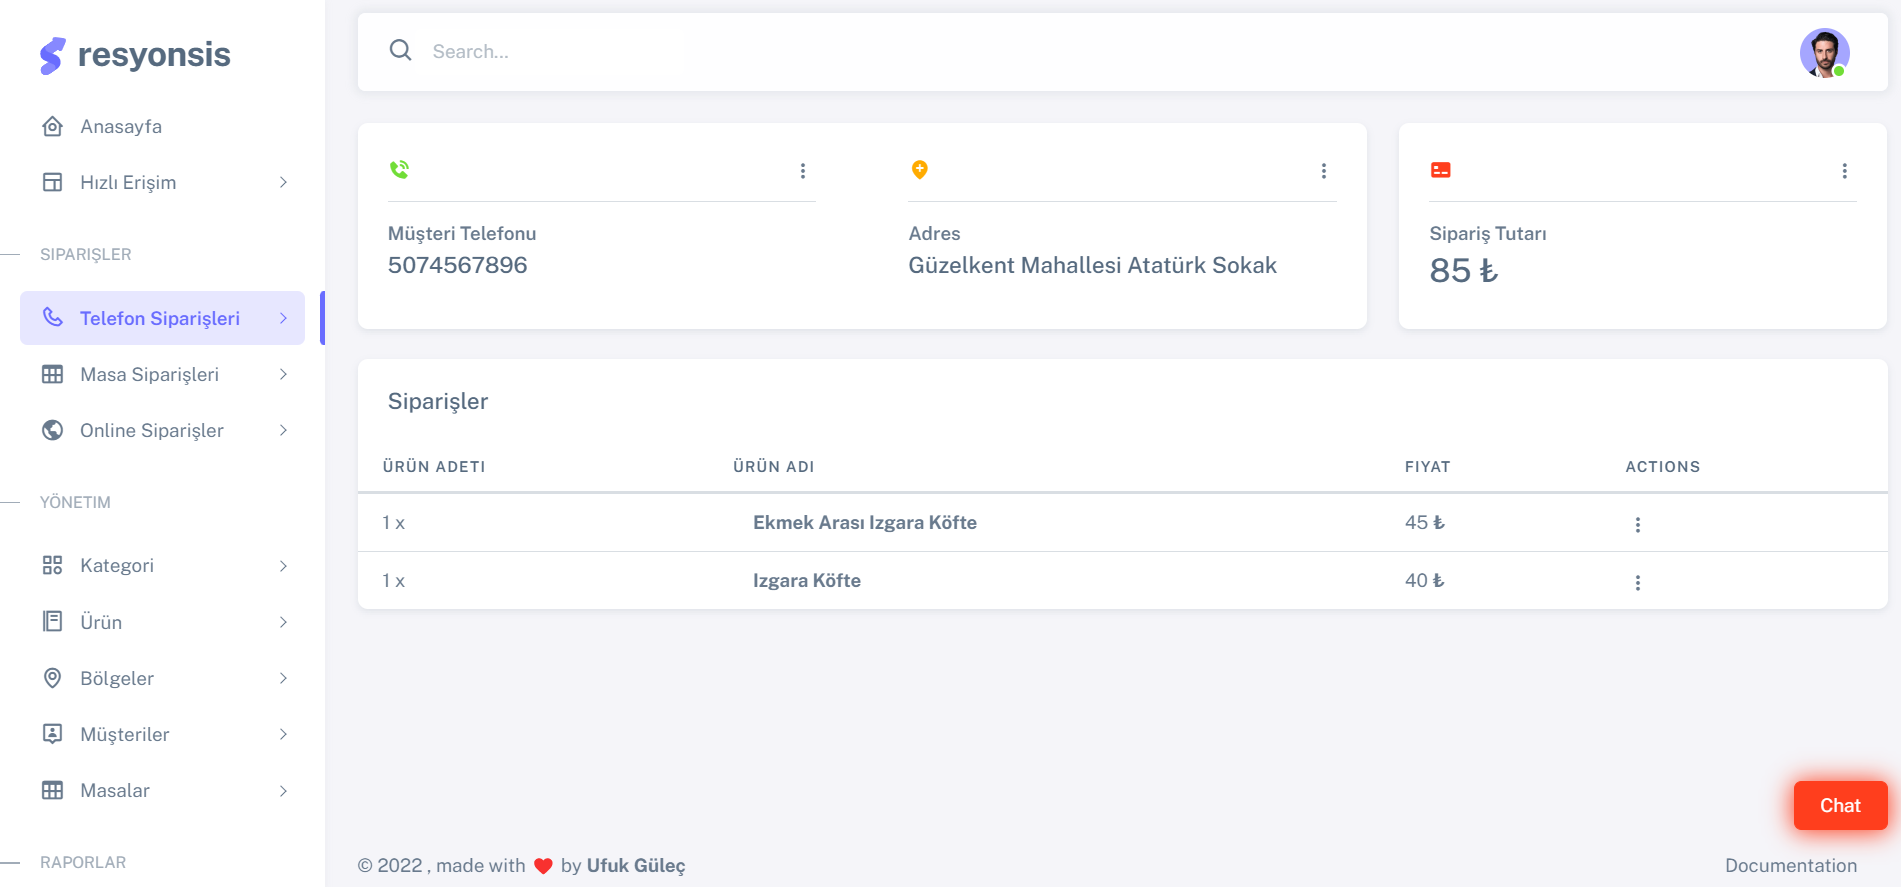 resyonsis
Anasayfa
Hızlı Erişim
SIPARIŞLER
Telefon Siparişleri
Masa Siparişleri
Online Siparişler
YÖNETIM
Kategori
Ürün
Bölgeler
Müşteriler
Masalar
RAPORLAR
Search...
Müşteri Telefonu
5074567896
Adres
Güzelkent Mahallesi Atatürk Sokak
Sipariş Tutarı
85 ₺
Siparişler
ÜRÜN ADETI ÜRÜN ADI FIYAT ACTIONS
1 x Ekmek Arası Izgara Köfte 45 ₺
1 x Izgara Köfte 40 ₺
Chat
© 2022 , made with ❤️ by Ufuk Güleç
Documentation